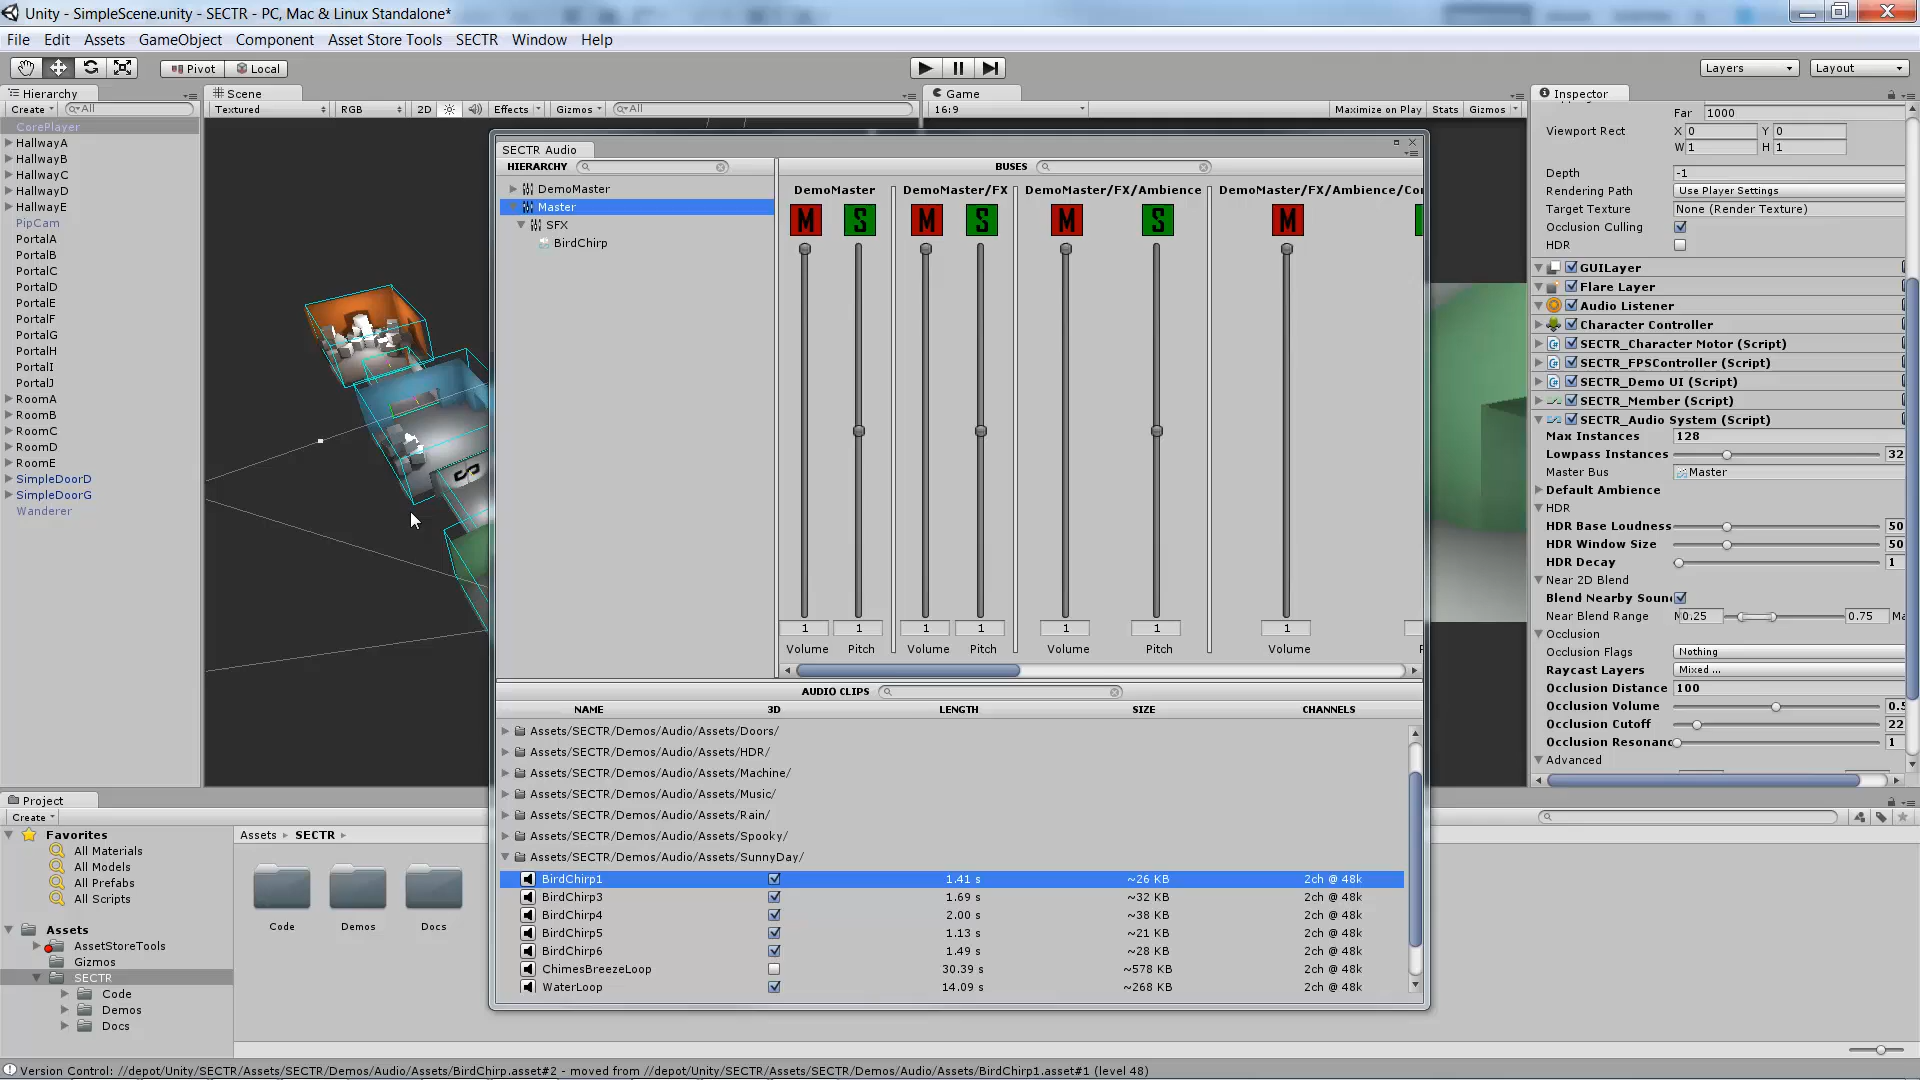 Unity - SimpleScene.unity - SECTR - PC, Mac & Linux Standalone*
File Edit Assets GameObject Component Asset Store Tools SECTR Window Help
Pivot Local Layers Layout
Hierarchy Scene Game Inspector
Create All Textured RGB 2D Effects Gizmos All 16:9 Maximize on Play Stats Gizmos
CorePlayer
HallwayA
HallwayB
HallwayC
HallwayD
HallwayE
PipCam
PortalA
PortalB
PortalC
PortalD
PortalE
PortalF
PortalG
PortalH
PortalI
PortalJ
RoomA
RoomB
RoomC
RoomD
RoomE
SimpleDoorD
SimpleDoorG
Wanderer
SECTR Audio
HIERARCHY BUSES
DemoMaster
Master
SFX
BirdChirp
DemoMaster DemoMaster/FX DemoMaster/FX/Ambience DemoMaster/FX/Ambience/Cor
M S M S M S M
1 1 1 1 1 1 1
Volume Pitch Volume Pitch Volume Pitch Volume
AUDIO CLIPS
NAME 3D LENGTH SIZE CHANNELS
Assets/SECTR/Demos/Audio/Assets/Doors/
Assets/SECTR/Demos/Audio/Assets/HDR/
Assets/SECTR/Demos/Audio/Assets/Machine/
Assets/SECTR/Demos/Audio/Assets/Music/
Assets/SECTR/Demos/Audio/Assets/Rain/
Assets/SECTR/Demos/Audio/Assets/Spooky/
Assets/SECTR/Demos/Audio/Assets/SunnyDay/
BirdChirp1 1.41 s ~26 KB 2ch @ 48k
BirdChirp3 1.69 s ~32 KB 2ch @ 48k
BirdChirp4 2.00 s ~38 KB 2ch @ 48k
BirdChirp5 1.13 s ~21 KB 2ch @ 48k
BirdChirp6 1.49 s ~28 KB 2ch @ 48k
ChimesBreezeLoop 30.39 s ~578 KB 2ch @ 48k
WaterLoop 14.09 s ~268 KB 2ch @ 48k
Far 1000
Viewport Rect X 0 Y 0
W 1 H 1
Depth -1
Rendering Path Use Player Settings
Target Texture None (Render Texture)
Occlusion Culling
HDR
GUILayer
Flare Layer
Audio Listener
Character Controller
SECTR_Character Motor (Script)
SECTR_FPSController (Script)
SECTR_Demo UI (Script)
SECTR_Member (Script)
SECTR_Audio System (Script)
Max Instances 128
Lowpass Instances 32
Master Bus Master
Default Ambience
HDR
HDR Base Loudness 50
HDR Window Size 50
HDR Decay 1
Near 2D Blend
Blend Nearby Soun
Near Blend Range 0.25 0.75 Ma
Occlusion
Occlusion Flags Nothing
Raycast Layers Mixed ...
Occlusion Distance 100
Occlusion Volume 0.5
Occlusion Cutoff 22
Occlusion Resonanc 1
Advanced
Project
Create
Favorites
All Materials
All Models
All Prefabs
All Scripts
Assets
AssetStoreTools
Gizmos
SECTR
Code
Demos
Docs
Assets SECTR
Code Demos Docs
Version Control: //depot/Unity/SECTR/Assets/SECTR/Demos/Audio/Assets/BirdChirp.asset#2 - moved from //depot/Unity/SECTR/Assets/SECTR/Demos/Audio/Assets/BirdChirp1.asset#1 (level 48)